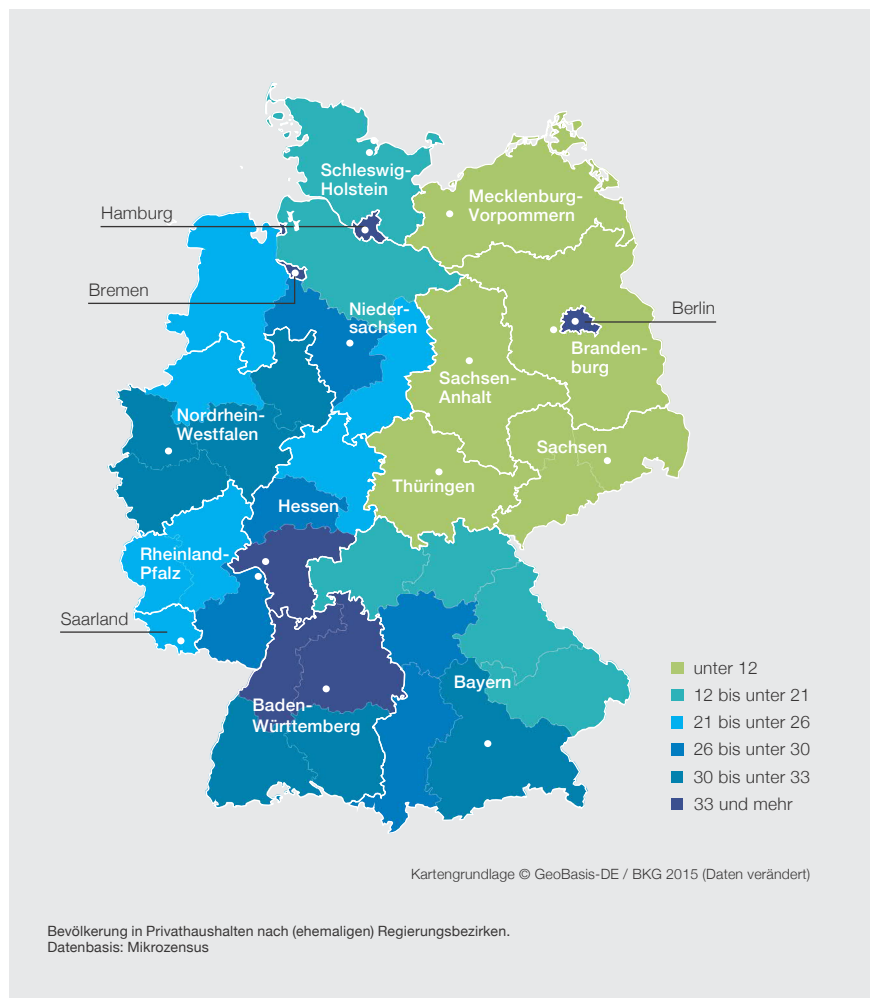 Schleswig-
Holstein
Mecklenburg-
Vorpommern
Hamburg
Bremen
Nieder-
sachsen
Berlin
Branden-
burg
Sachsen-
Anhalt
Nordrhein-
Westfalen
Sachsen
Thüringen
Hessen
Rheinland-
Pfalz
Saarland
Bayern
Baden-
Württemberg
unter 12
12 bis unter 21
21 bis unter 26
26 bis unter 30
30 bis unter 33
33 und mehr
Kartengrundlage © GeoBasis-DE / BKG 2015 (Daten verändert)
Bevölkerung in Privathaushalten nach (ehemaligen) Regierungsbezirken.
Datenbasis: Mikrozensus